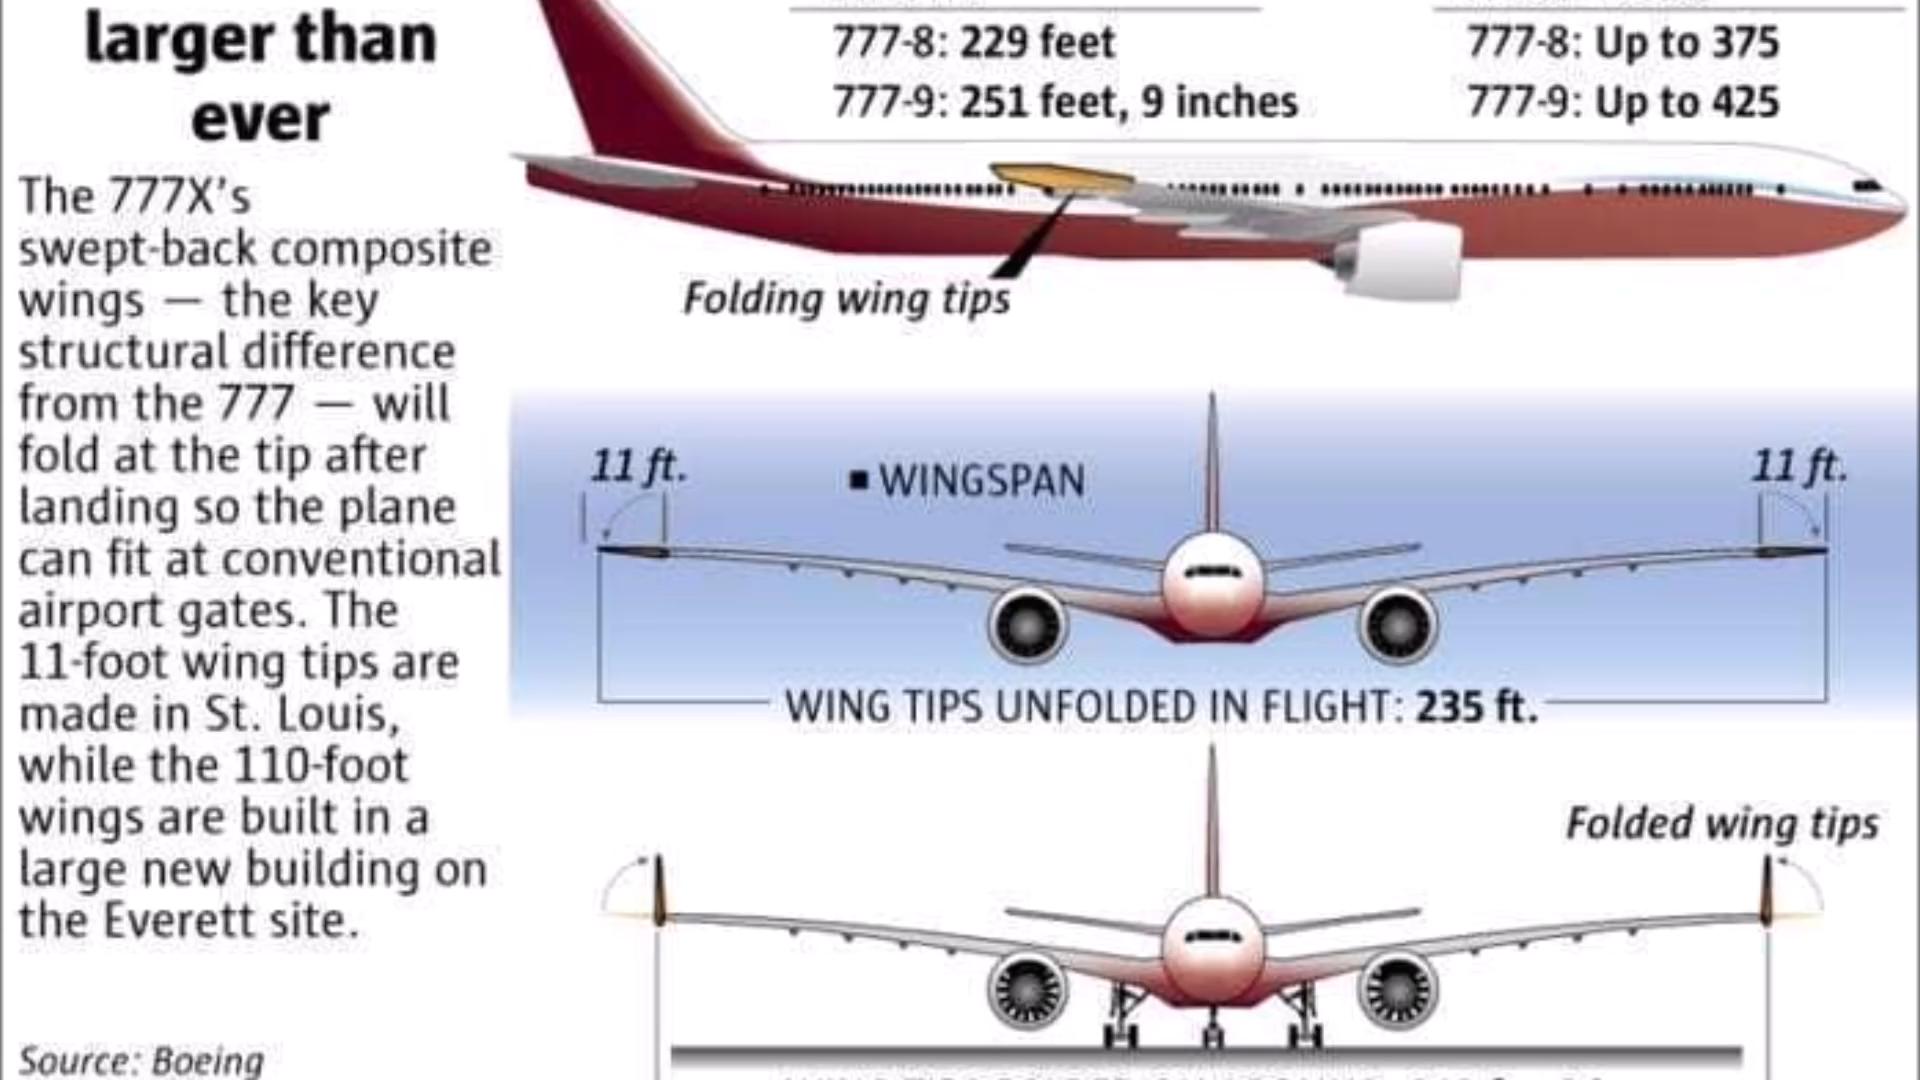 larger than
ever
The 777X's
swept-back composite
wings — the key
structural difference
from the 777 — will
fold at the tip after
landing so the plane
can fit at conventional
airport gates. The
11-foot wing tips are
made in St. Louis,
while the 110-foot
wings are built in a
large new building on
the Everett site.
Source: Boeing
777-8: 229 feet
777-9: 251 feet, 9 inches
777-8: Up to 375
777-9: Up to 425
Folding wing tips
11 ft.
■ WINGSPAN
11 ft.
WING TIPS UNFOLDED IN FLIGHT: 235 ft.
Folded wing tips